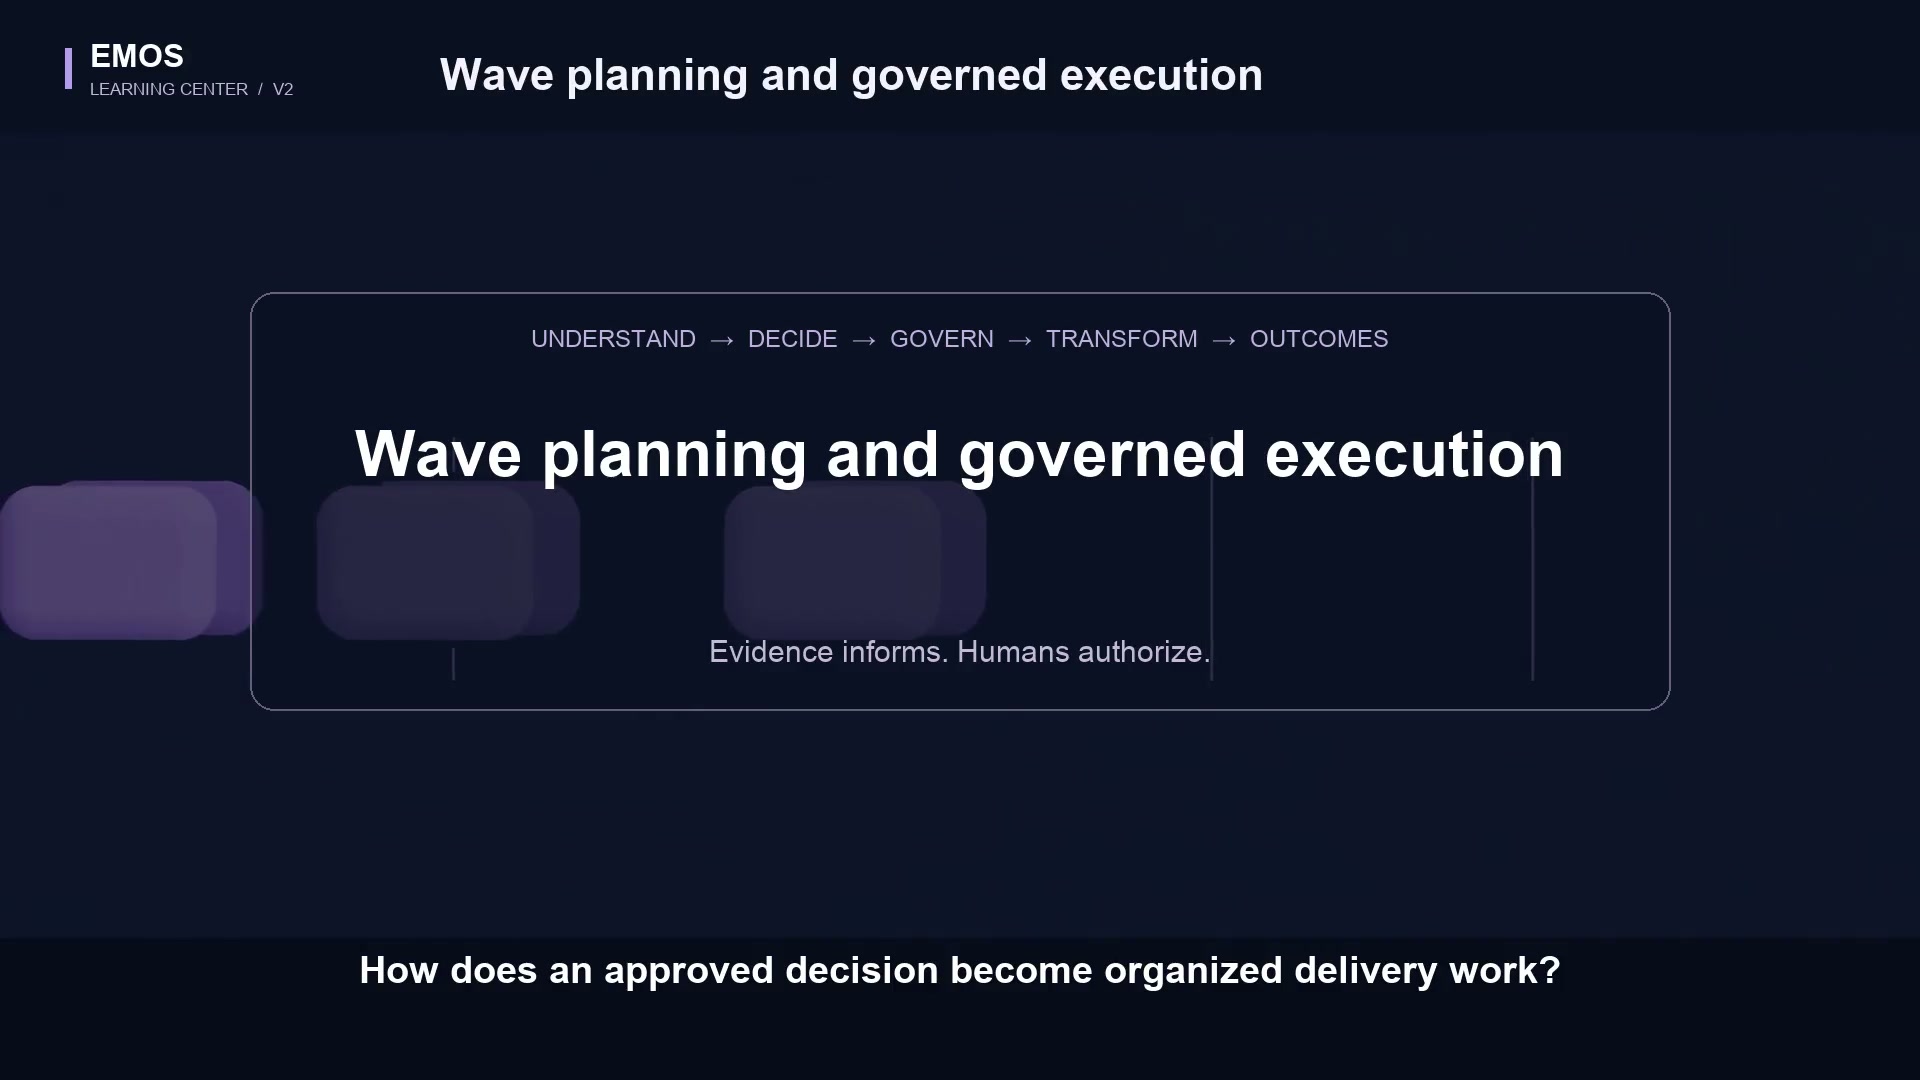 EMOS
LEARNING CENTER / V2
Wave planning and governed execution
UNDERSTAND → DECIDE → GOVERN → TRANSFORM → OUTCOMES
Wave planning and governed execution
Evidence informs. Humans authorize.
How does an approved decision become organized delivery work?